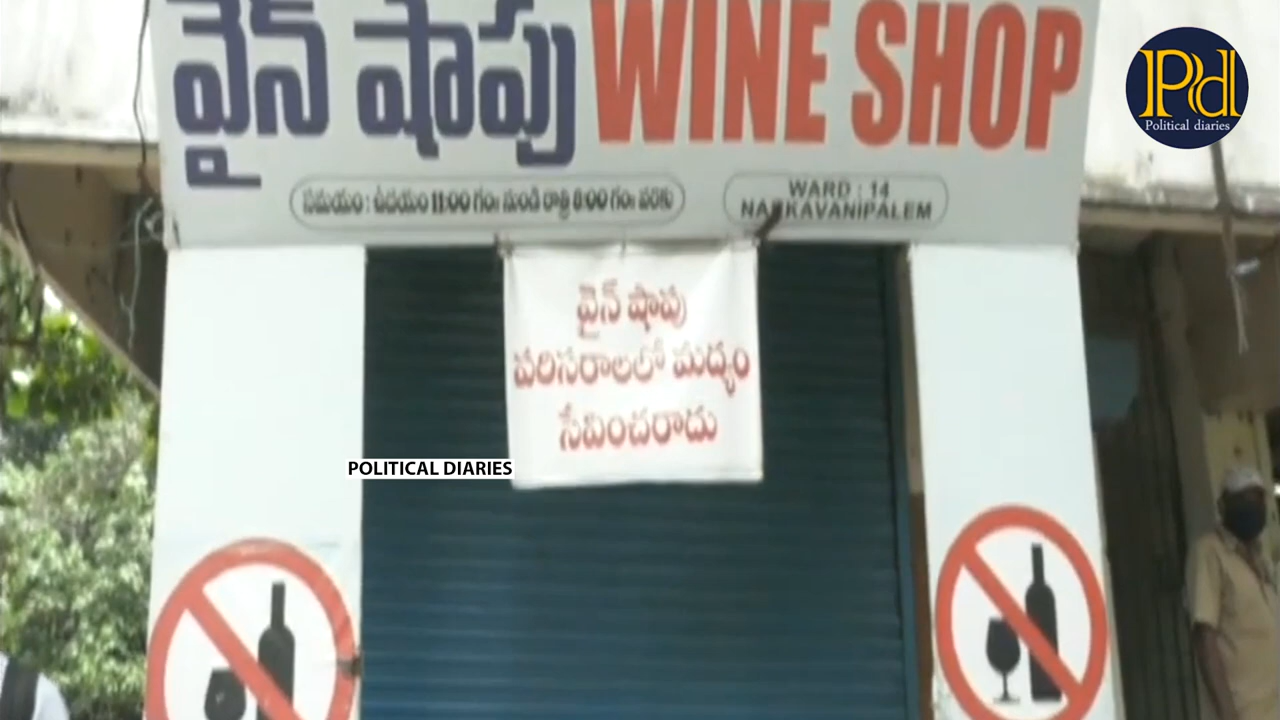 వైన్ షాపు WINE SHOP
Pd
Political diaries
సమయం : ఉదయం 11:00 గం॥ నుండి రాత్రి 8:00 గం॥ వరకు
WARD : 14
వైన్ షాపు
పరిసరాలలో మద్యం
సేవించరాదు
POLITICAL DIARIES